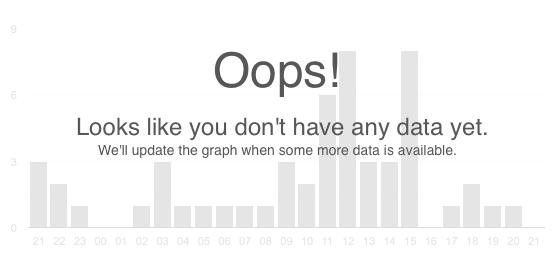 9
Oops!
6
Looks like you don't have any data yet.
We'll update the graph when some more data is available.
3
0
21 22 23 00 01 02 03 04 05 06 07 08 09 10 11 12 13 14 15 16 17 18 19 20 21